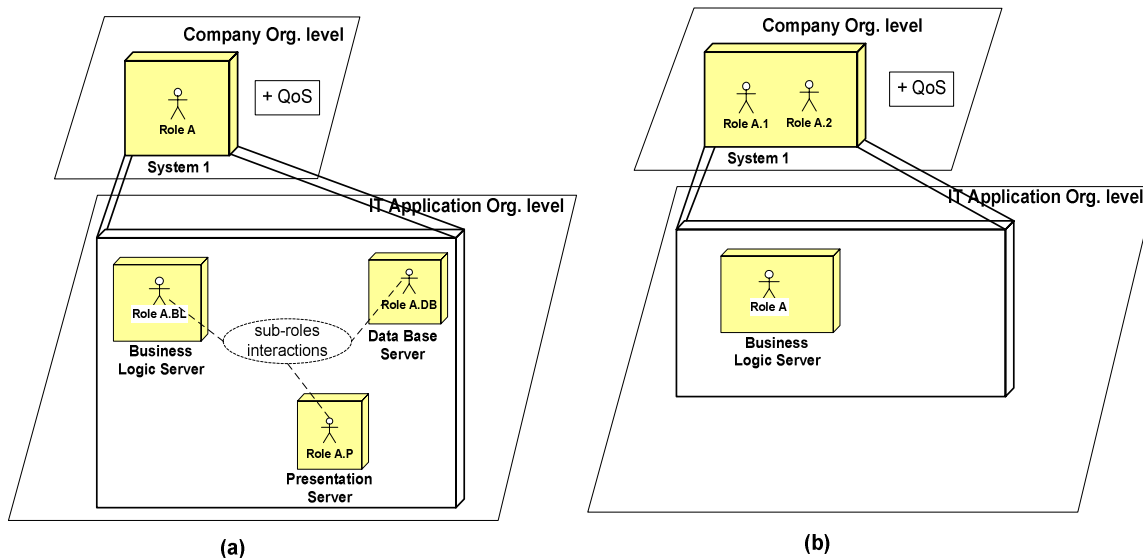 Company Org. level
+ QoS
Role A
System 1
IT Application Org. level
Role A.BL
Role A.DB
sub-roles
interactions
Data Base
Server
Business
Logic Server
Role A.P
Presentation
Server
(a)
Company Org. level
+ QoS
Role A.1
Role A.2
System 1
IT Application Org. level
Role A
Business
Logic Server
(b)